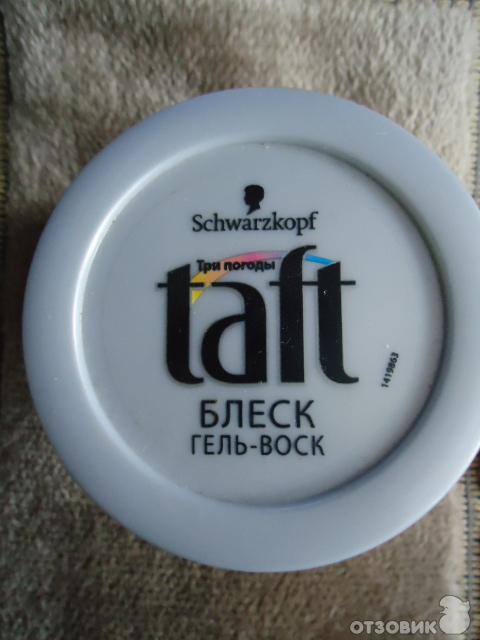 Schwarzkopf
Три погоды
taft
БЛЕСК
ГЕЛЬ-ВОСК
1419863
ОТЗОВИК